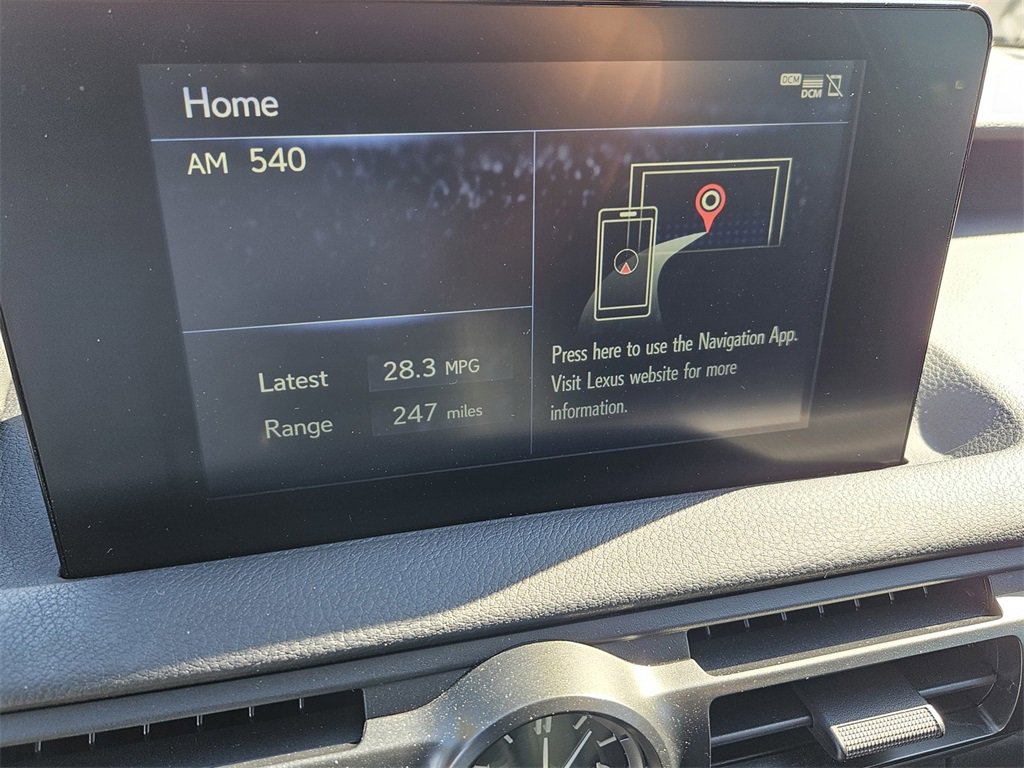 Home
DCM
DCM
AM 540
Latest 28.3 MPG
Range 247 miles
Press here to use the Navigation App.
Visit Lexus website for more
information.